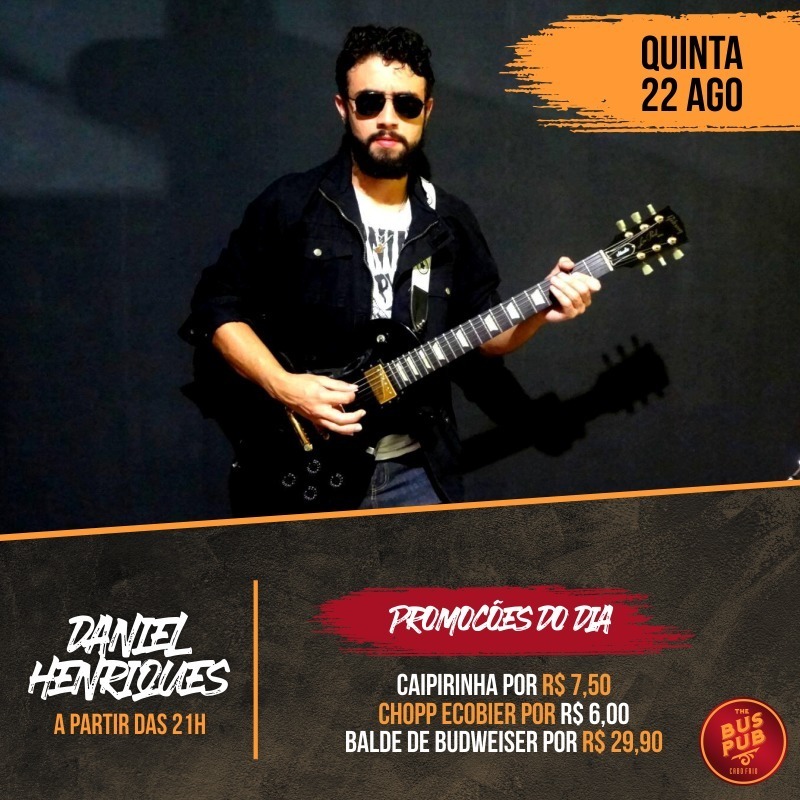 QUINTA
22 AGO
DANIEL
HENRIQUES
A PARTIR DAS 21H
PROMOCÕES DO DIA
CAIPIRINHA POR R$ 7,50
CHOPP ECOBIER POR R$ 6,00
BALDE DE BUDWEISER POR R$ 29,90
THE
BUS
PUB
CABO FRIO